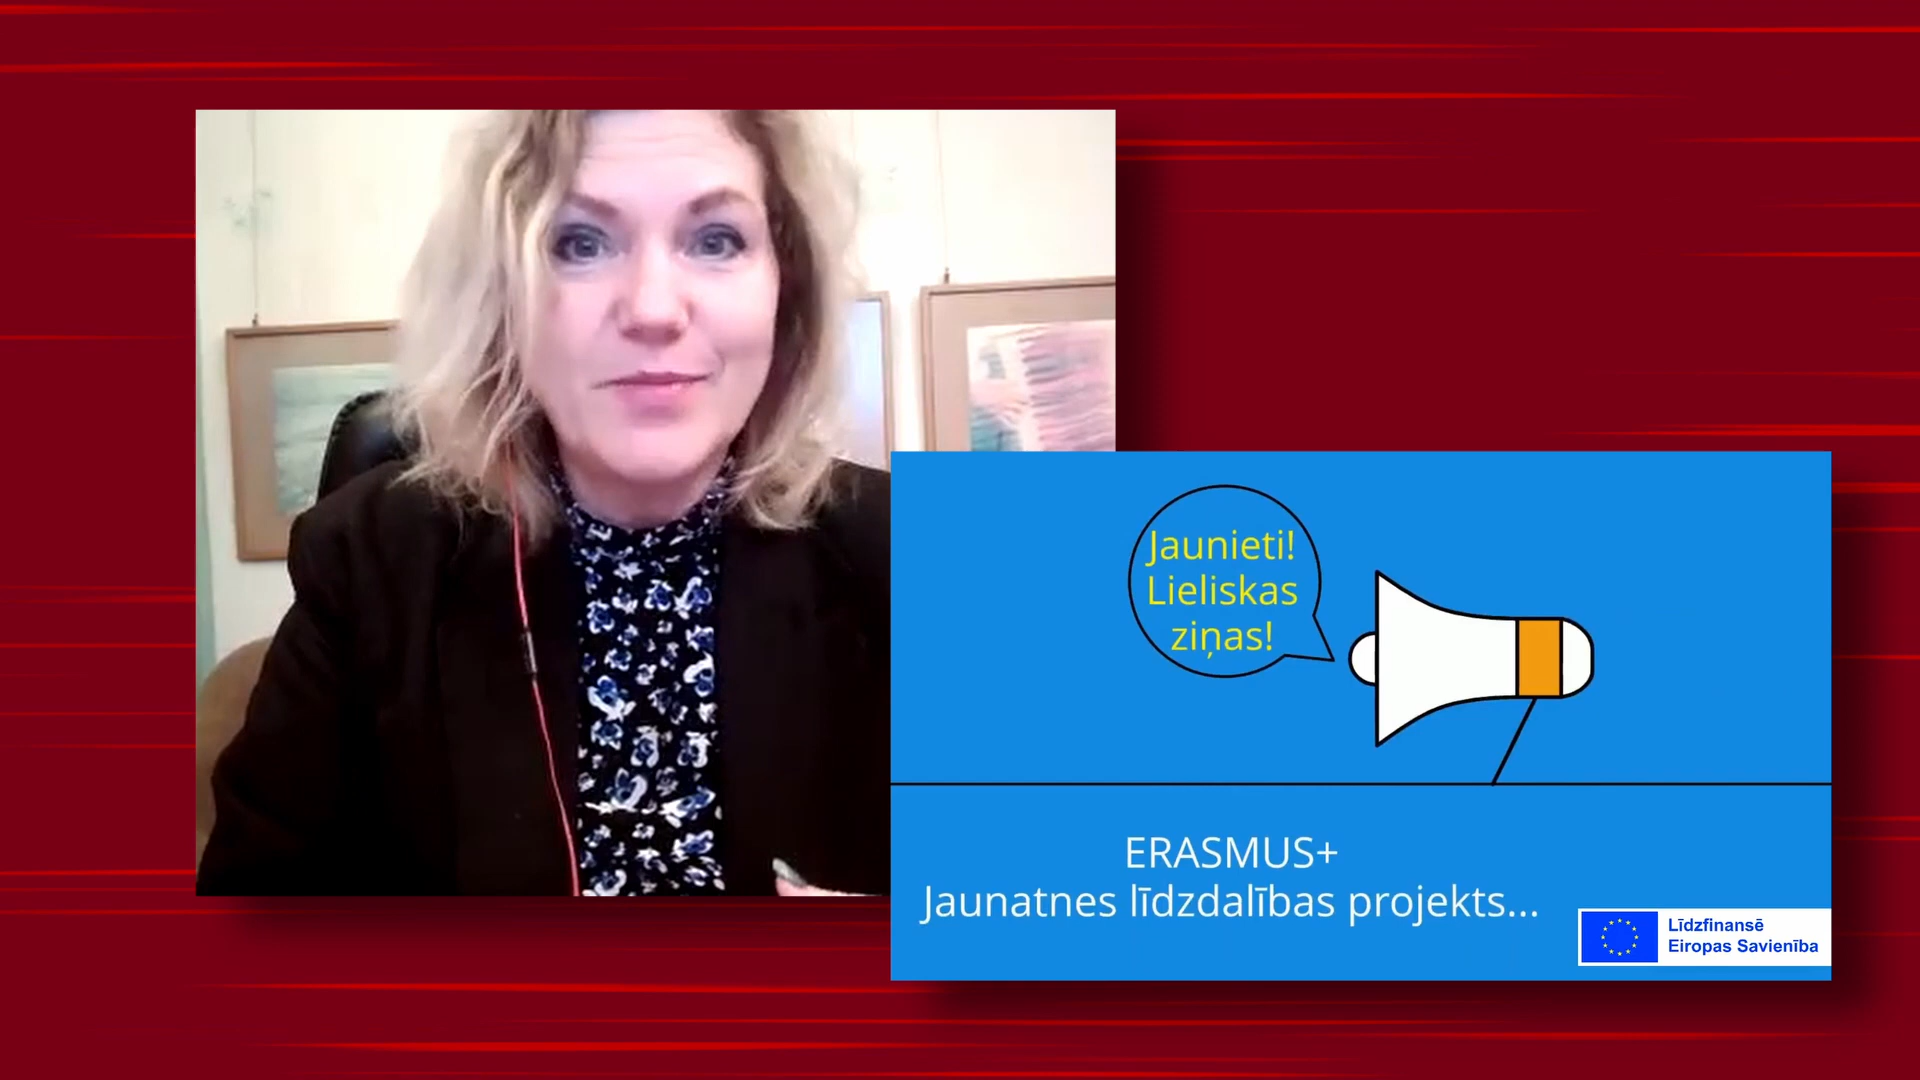 Jaunieti!
Lieliskas
ziņas!
ERASMUS+
Jaunatnes līdzdalības projekts...
Līdzfinansē
Eiropas Savienība